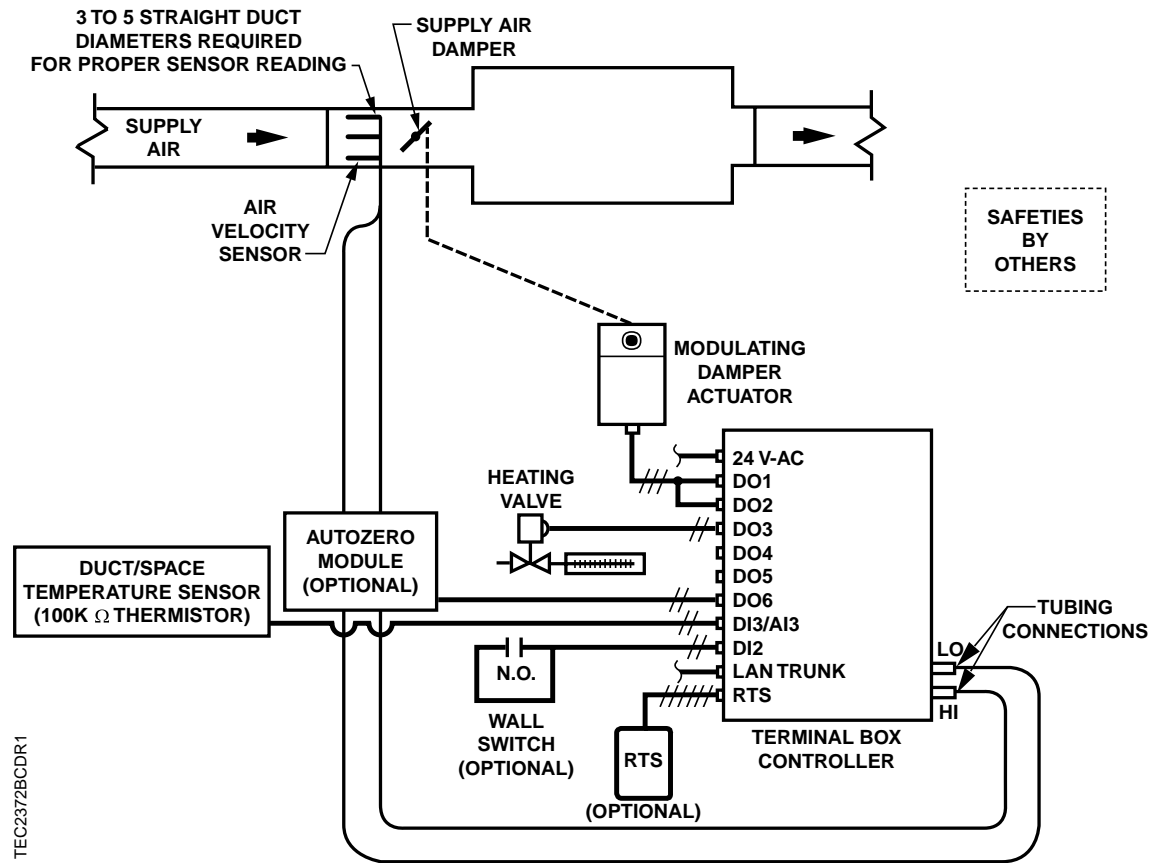 3 TO 5 STRAIGHT DUCT
DIAMETERS REQUIRED
FOR PROPER SENSOR READING
SUPPLY AIR
DAMPER
SUPPLY
AIR
AIR
VELOCITY
SENSOR
SAFETIES
BY
OTHERS
MODULATING
DAMPER
ACTUATOR
HEATING
VALVE
24 V-AC
DO1
DO2
DO3
DO4
DO5
DO6
DI3/AI3
DI2
LAN TRUNK
RTS
AUTOZERO
MODULE
(OPTIONAL)
DUCT/SPACE
TEMPERATURE SENSOR
(100K Ω THERMISTOR)
TUBING
CONNECTIONS
LO
HI
N.O.
WALL
SWITCH
(OPTIONAL)
RTS
(OPTIONAL)
TERMINAL BOX
CONTROLLER
TEC2372BCDR1